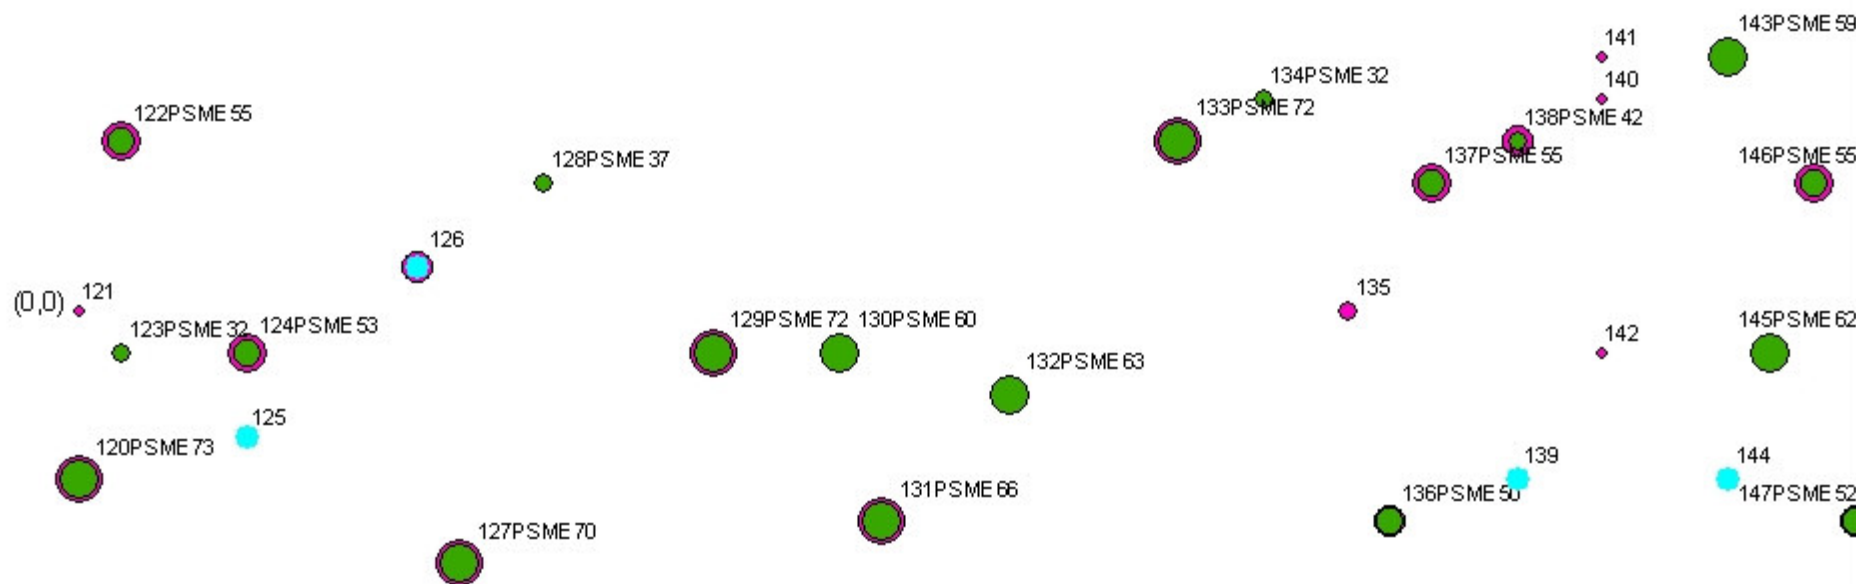 143PSME 59
141
134PSME 32
140
133PSME 72
122PSME 55
138PSME 42
128PSME 37
137PSME 55
146PSME 55
126
121
135
(0,0)
123PSME 32
124PSME 53
129PSME 72
130PSME 60
142
145PSME 62
132PSME 63
125
120PSME 73
139
144
131PSME 66
136PSME 50
147PSME 52
127PSME 70